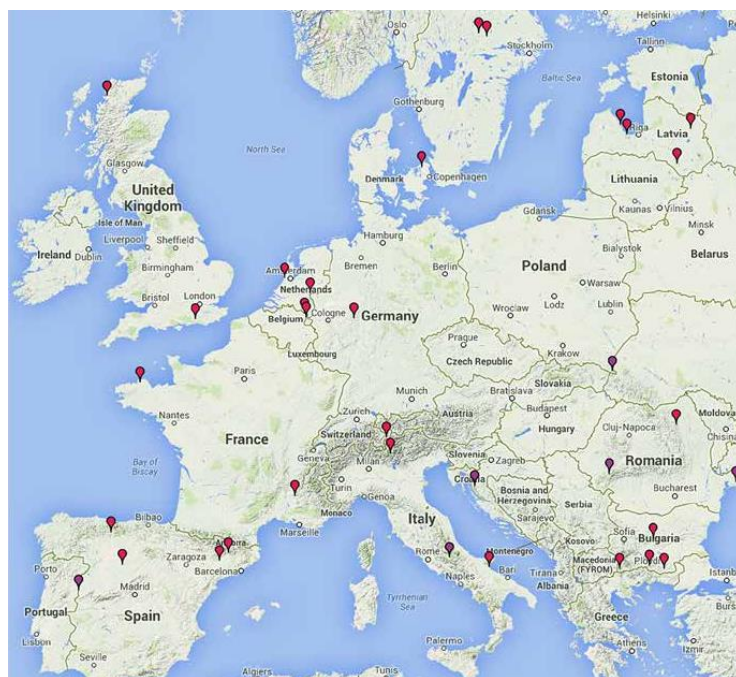 Oslo
Helsinki
Stockholm
Tallinn
Estonia
Baltic Sea
Gothenburg
Riga
Latvia
North Sea
Glasgow
Denmark
Copenhagen
Lithuania
Kaunas
Vilnius
United
Kingdom
Isle of Man
Gdańsk
Minsk
Hamburg
Ireland
Dublin
Liverpool
Sheffield
Bremen
Białystok
Belarus
Birmingham
Amsterdam
Berlin
Poland
Warsaw
Netherlands
Bristol
London
Lodz
Lublin
Belgium
Cologne
Germany
Wroclaw
Luxembourg
Prague
Krakow
Czech Republic
Paris
Slovakia
Munich
Bratislava
Nantes
Zurich
Austria
Budapest
Moldova
Switzerland
Hungary
Cluj-Napoca
France
Geneva
Slovenia
Zagreb
Romania
Milan
Croatia
Bay of
Biscay
Turin
Genoa
Bosnia and
Herzegovina
Bucharest
Serbia
Monaco
Sarajevo
Marseille
Italy
Bilbao
Kosovo
Sofia
Bulgaria
Andorra
Montenegro
Rome
Macedonia
(FYROM)
Plovdiv
Zaragoza
Porto
Barcelona
Bari
Tirana
Naples
Albania
Madrid
Portugal
Spain
Tyrrhenian
Sea
Greece
Lisbon
Izmir
Athens
Seville
Palermo
Algiers
Tunis